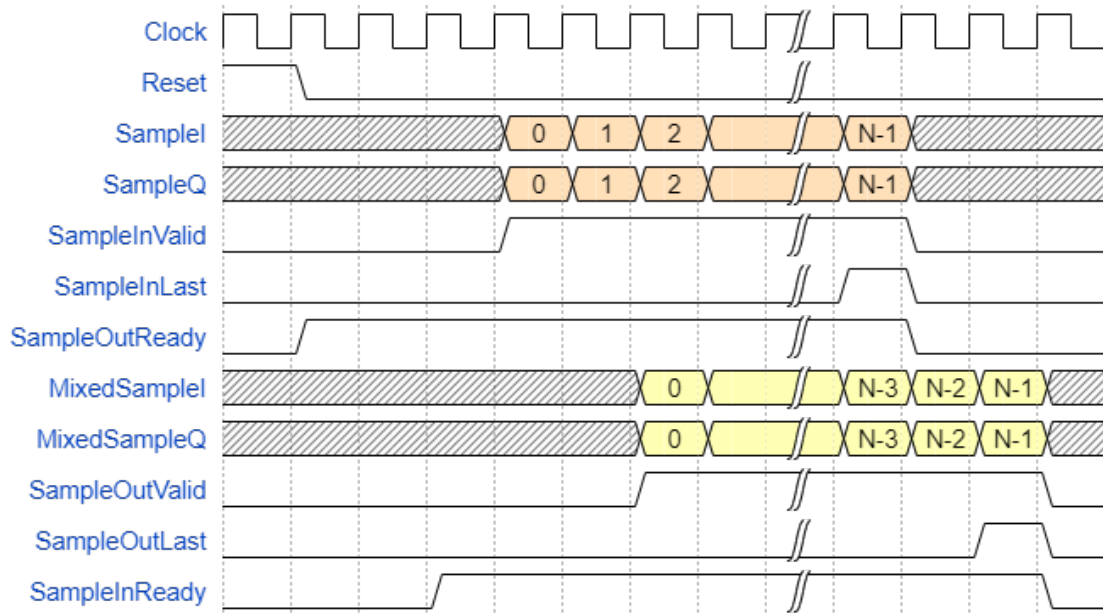 Clock
Reset
SampleI
0 1 2 N-1
SampleQ
0 1 2 N-1
SampleInValid
SampleInLast
SampleOutReady
MixedSampleI
0 N-3 N-2 N-1
MixedSampleQ
0 N-3 N-2 N-1
SampleOutValid
SampleOutLast
SampleInReady